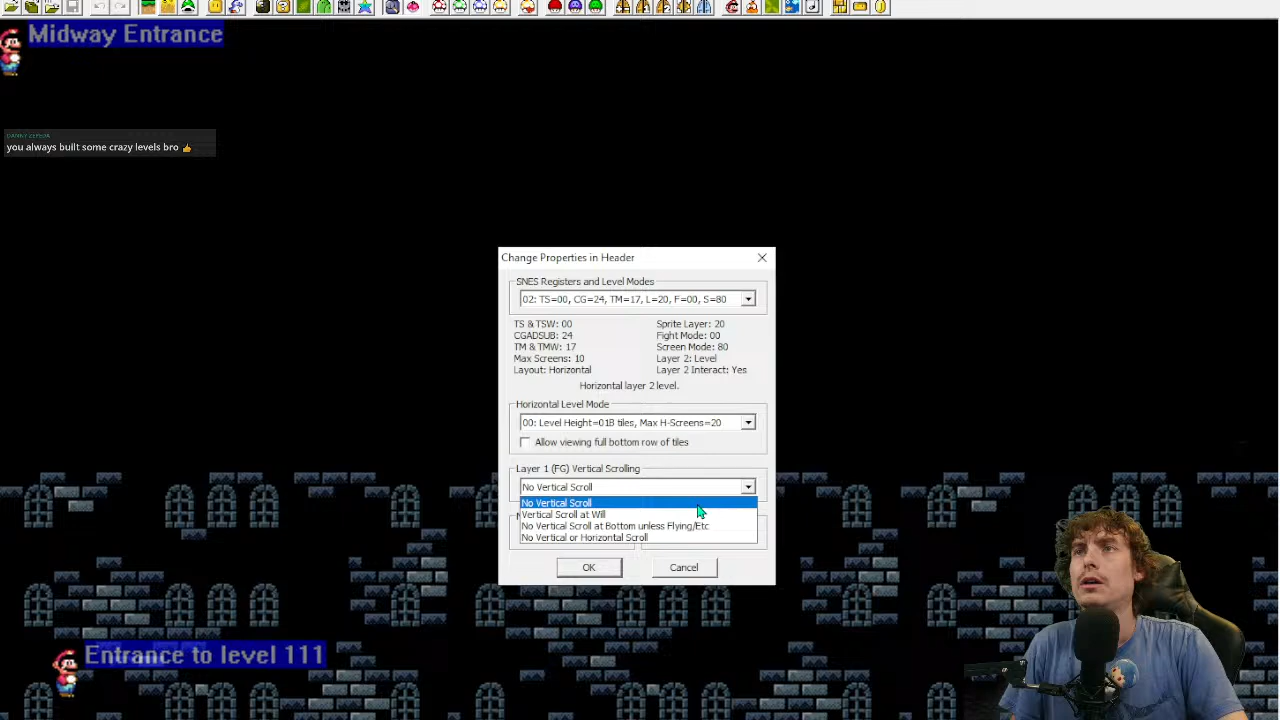 Midway Entrance
DANNY ZEPEDA
you always built some crazy levels bro 👍
Change Properties in Header
SNES Registers and Level Modes
02: TS=00, CG=24, TM=17, L=20, F=00, S=80
TS & TSW: 00
Sprite Layer: 20
CGADSUB: 24
Fight Mode: 00
TM & TMW: 17
Screen Mode: 80
Max Screens: 10
Layer 2: Level
Layout: Horizontal
Layer 2 Interact: Yes
Horizontal layer 2 level.
Horizontal Level Mode
00: Level Height=01B tiles, Max H-Screens=20
Allow viewing full bottom row of tiles
Layer 1 (FG) Vertical Scrolling
No Vertical Scroll
No Vertical Scroll
Vertical Scroll at Will
No Vertical Scroll at Bottom unless Flying/Etc
No Vertical or Horizontal Scroll
OK
Cancel
Entrance to level 111